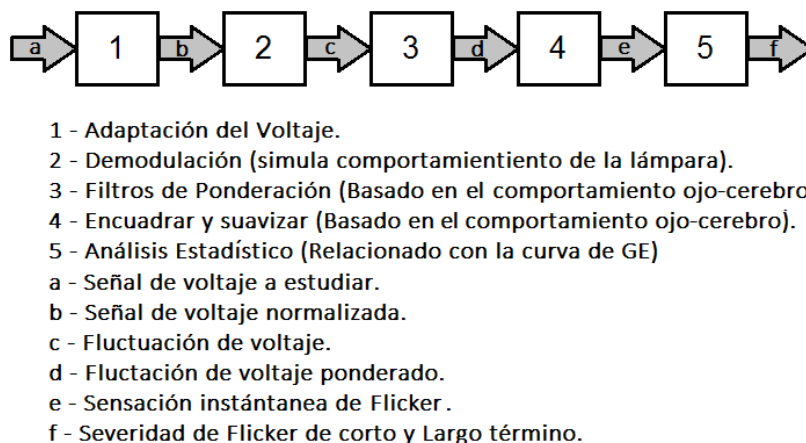 a 1 b 2 c 3 d 4 e 5 f
1 - Adaptación del Voltaje.
2 - Demodulación (simula comportamientiento de la lámpara).
3 - Filtros de Ponderación (Basado en el comportamiento ojo-cerebro
4 - Encuadrar y suavizar (Basado en el comportamiento ojo-cerebro).
5 - Análisis Estadístico (Relacionado con la curva de GE)
a - Señal de voltaje a estudiar.
b - Señal de voltaje normalizada.
c - Fluctuación de voltaje.
d - Fluctación de voltaje ponderado.
e - Sensación instántanea de Flicker.
f - Severidad de Flicker de corto y Largo término.